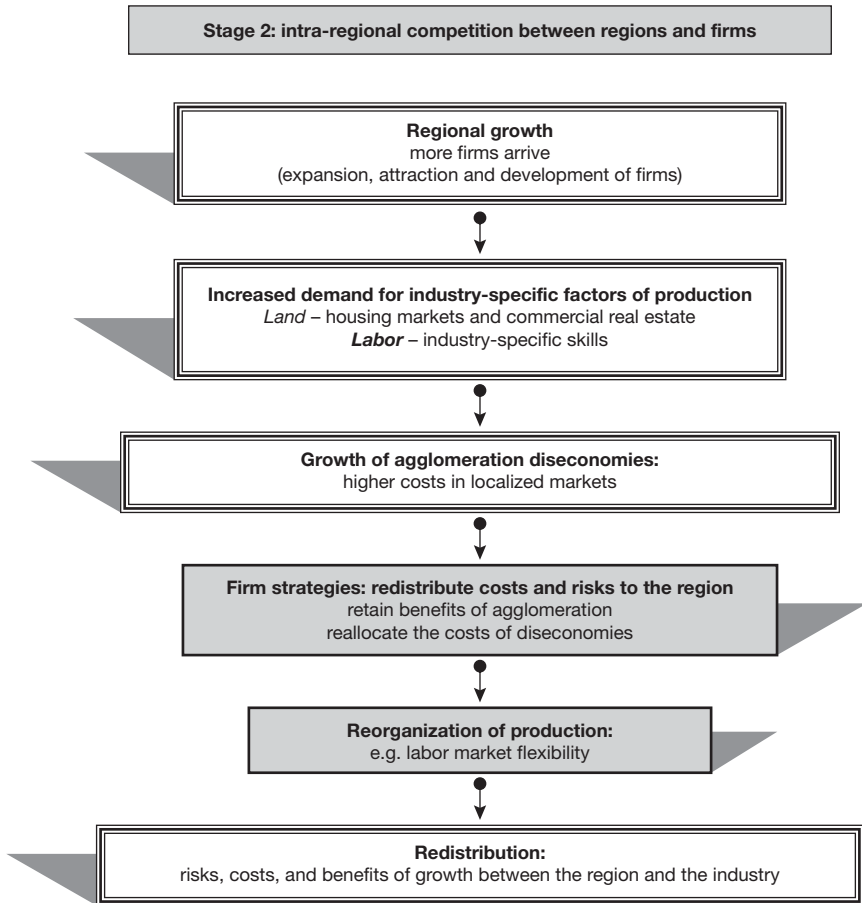 Stage 2: intra-regional competition between regions and firms
Regional growth
more firms arrive
(expansion, attraction and development of firms)
Increased demand for industry-specific factors of production
Land – housing markets and commercial real estate
Labor – industry-specific skills
Growth of agglomeration diseconomies:
higher costs in localized markets
Firm strategies: redistribute costs and risks to the region
retain benefits of agglomeration
reallocate the costs of diseconomies
Reorganization of production:
e.g. labor market flexibility
Redistribution:
risks, costs, and benefits of growth between the region and the industry